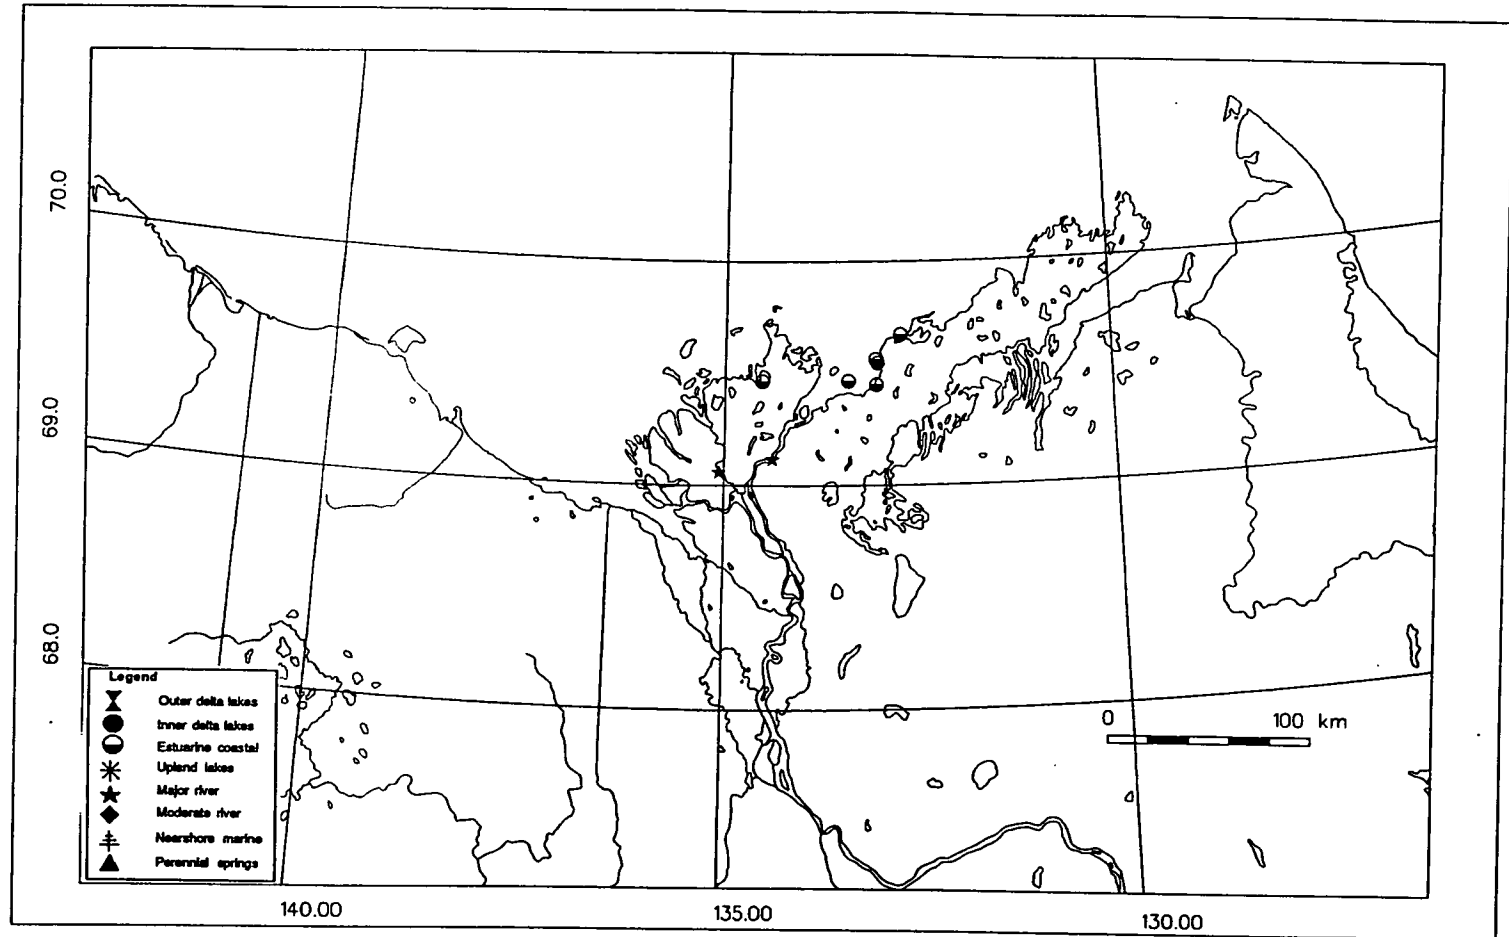 70.0
69.0
68.0
Legend
Outer delta lakes
Inner delta lakes
Estuarine coastal
Upland lakes
Major river
Moderate river
Nearshore marine
Perennial springs
0 100 km
140.00 135.00 130.00